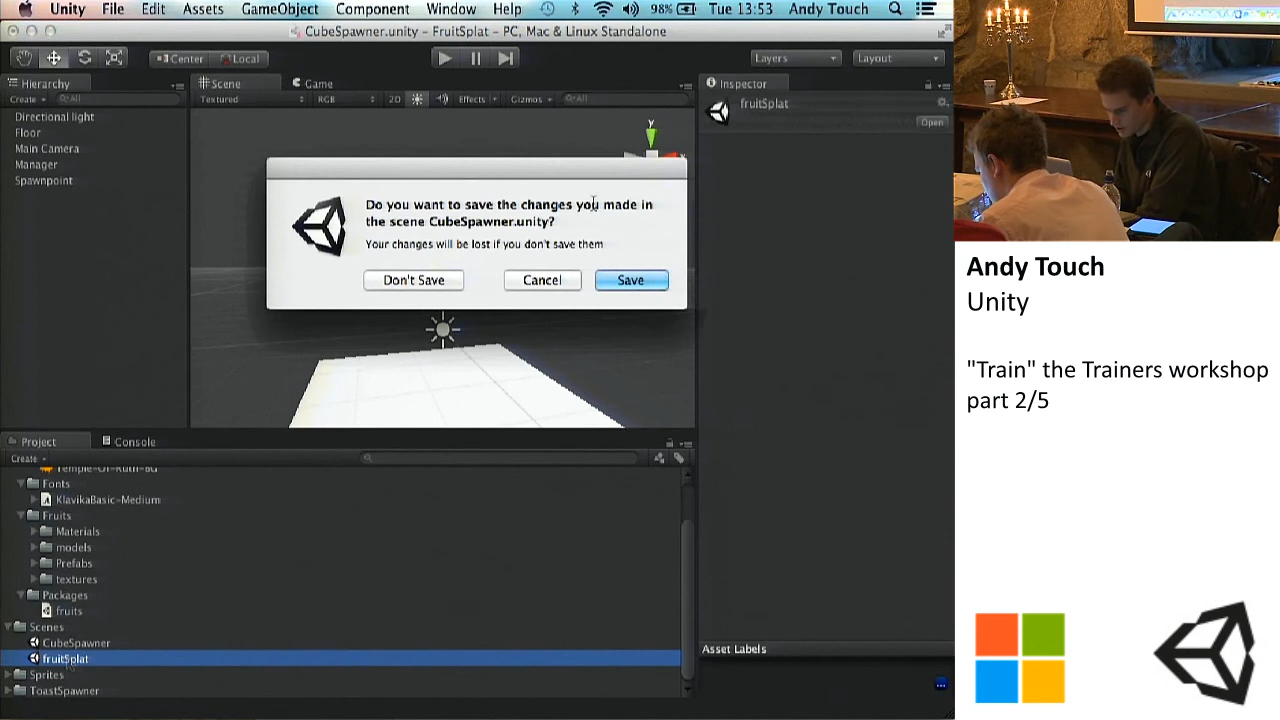 Unity File Edit Assets GameObject Component Window Help 98% Tue 13:53 Andy Touch
CubeSpawner.unity – FruitSplat – PC, Mac & Linux Standalone
Center Local Layers Layout
Hierarchy
Create All
Directional light
Floor
Main Camera
Manager
Spawnpoint
Scene Game
Textured RGB 2D Effects Gizmos All
y
x
Do you want to save the changes you made in
the scene CubeSpawner.unity?
Your changes will be lost if you don't save them
Don't Save Cancel Save
Inspector
fruitSplat
Open
Project Console
Create
Fonts
KlavikaBasic-Medium
Fruits
Materials
models
Prefabs
textures
Packages
fruits
Scenes
CubeSpawner
fruitSplat
Sprites
ToastSpawner
Asset Labels
Andy Touch
Unity
"Train" the Trainers workshop
part 2/5